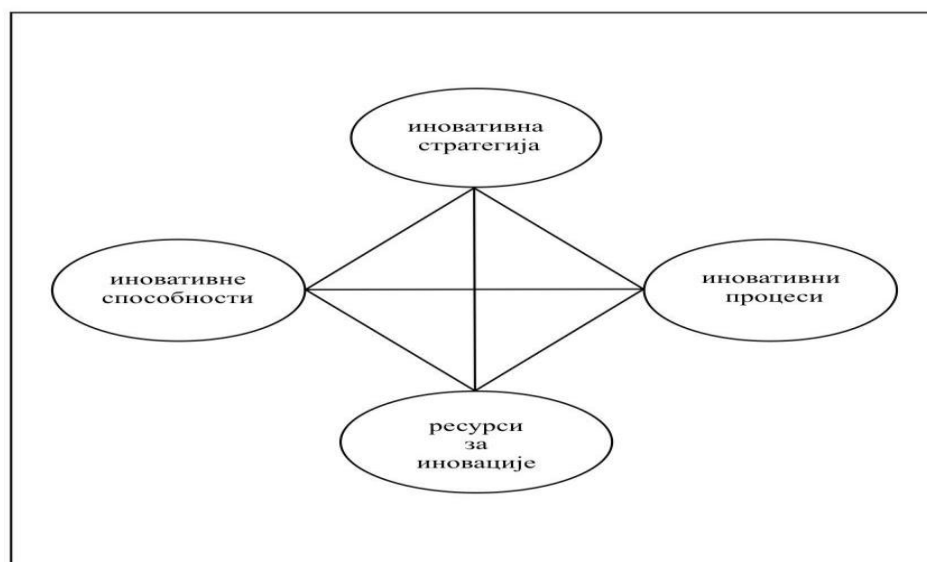 иновативна
стратегија
иновативне
способности
иновативни
процеси
ресурси
за
иновације